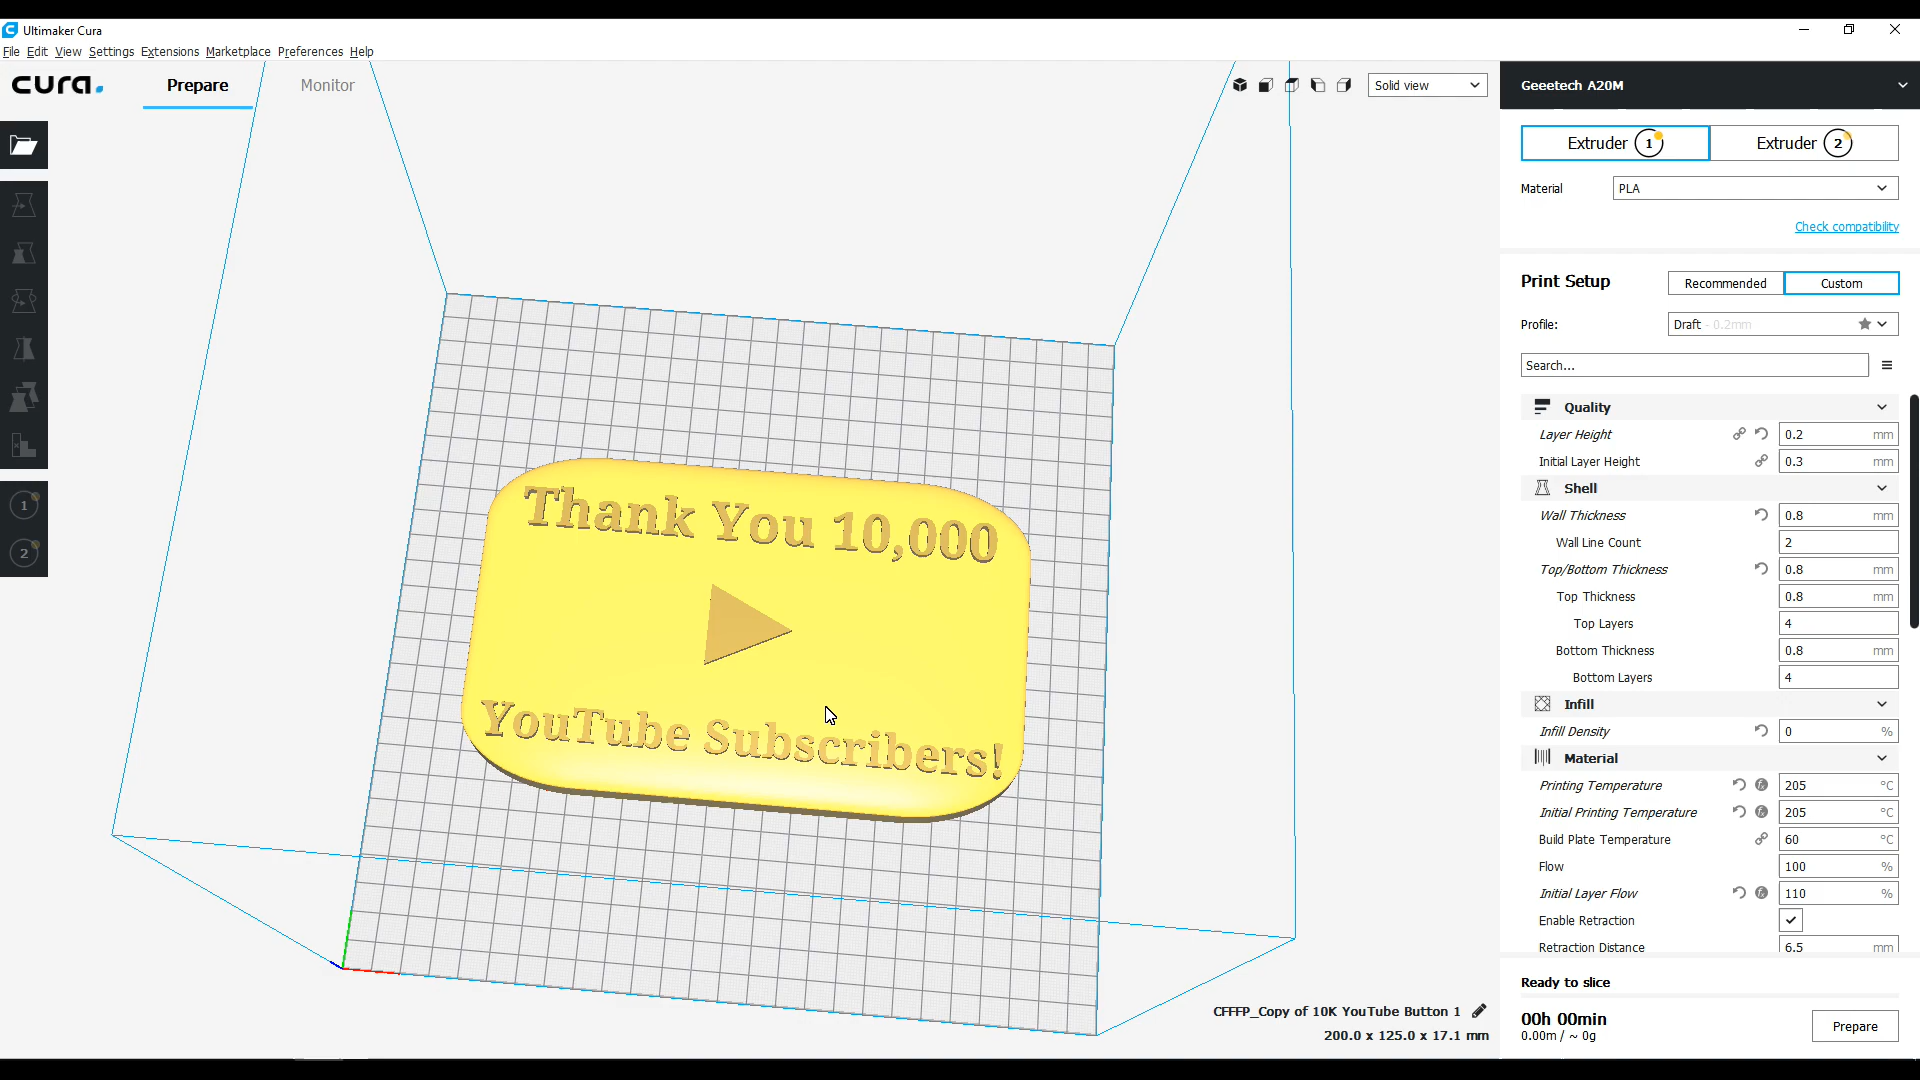 Ultimaker Cura
File Edit View Settings Extensions Marketplace Preferences Help
cura.
Prepare
Monitor
Solid view
Geeetech A20M
Extruder 1
Extruder 2
Material
PLA
Check compatibility
Print Setup
Recommended
Custom
Profile:
Draft - 0.2mm
Search...
Quality
Layer Height 0.2 mm
Initial Layer Height 0.3 mm
Shell
Wall Thickness 0.8 mm
Wall Line Count 2
Top/Bottom Thickness 0.8 mm
Top Thickness 0.8 mm
Top Layers 4
Bottom Thickness 0.8 mm
Bottom Layers 4
Infill
Infill Density 0 %
Material
Printing Temperature 205 °C
Initial Printing Temperature 205 °C
Build Plate Temperature 60 °C
Flow 100 %
Initial Layer Flow 110 %
Enable Retraction
Retraction Distance 6.5 mm
Ready to slice
00h 00min
0.00m / ~ 0g
Prepare
1
2
Thank You 10,000
YouTube Subscribers!
CFFFP_Copy of 10K YouTube Button 1
200.0 x 125.0 x 17.1 mm